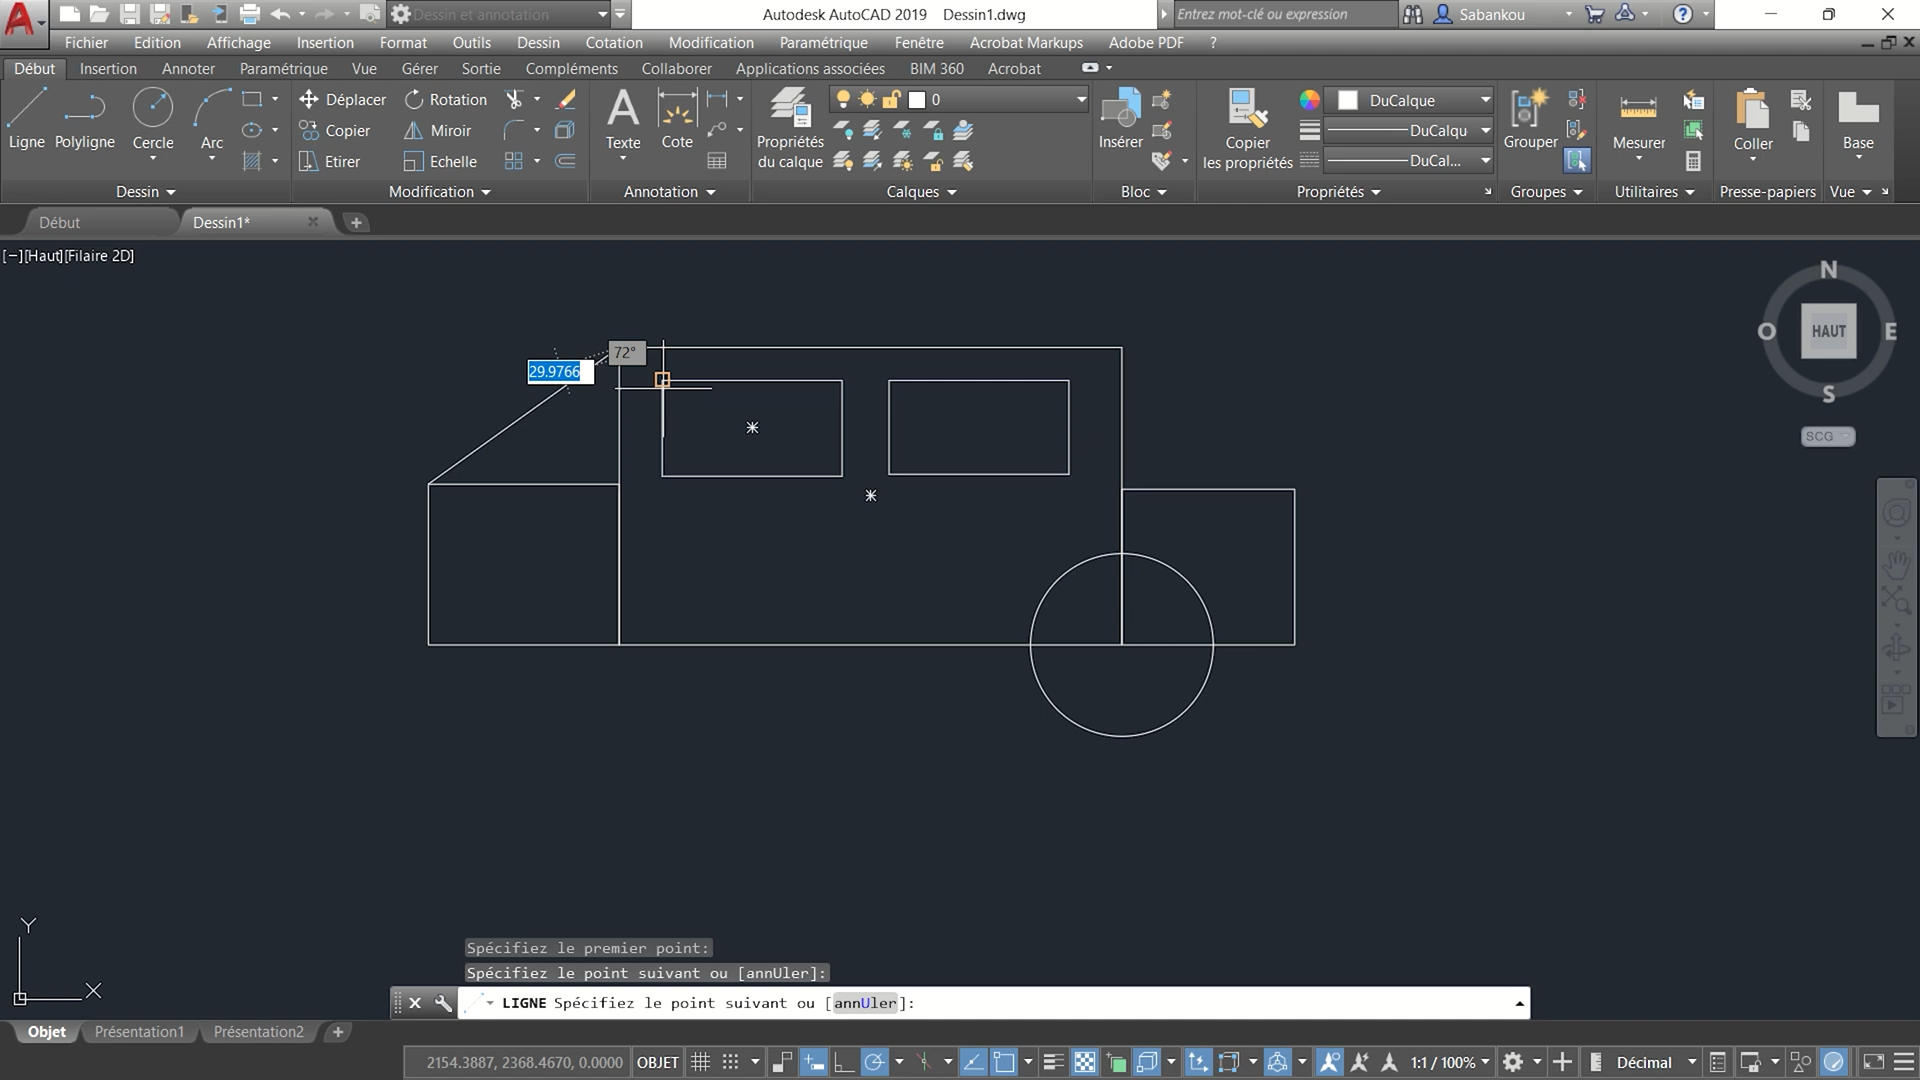 Dessin et annotation
Autodesk AutoCAD 2019 Dessin1.dwg
Entrez mot-clé ou expression
Sabankou
Fichier Edition Affichage Insertion Format Outils Dessin Cotation Modification Paramétrique Fenêtre Acrobat Markups Adobe PDF ?
Début Insertion Annoter Paramétrique Vue Gérer Sortie Compléments Collaborer Applications associées BIM 360 Acrobat
Ligne Polyligne Cercle Arc
Déplacer Rotation
Copier Miroir
Etirer Echelle
Texte Cote
Propriétés
du calque
0
Insérer
Copier
les propriétés
DuCalque
DuCalqu
DuCal...
Grouper
Mesurer
Coller
Base
Dessin Modification Annotation Calques Bloc Propriétés Groupes Utilitaires Presse-papiers Vue
Début Dessin1* +
[−][Haut][Filaire 2D]
N
O HAUT E
S
SCG
72°
29.9766
Y
X
Spécifiez le premier point:
Spécifiez le point suivant ou [annUler]:
LIGNE Spécifiez le point suivant ou [annUler]:
Objet Présentation1 Présentation2 +
2154.3887, 2368.4670, 0.0000 OBJET 1:1 / 100% Décimal